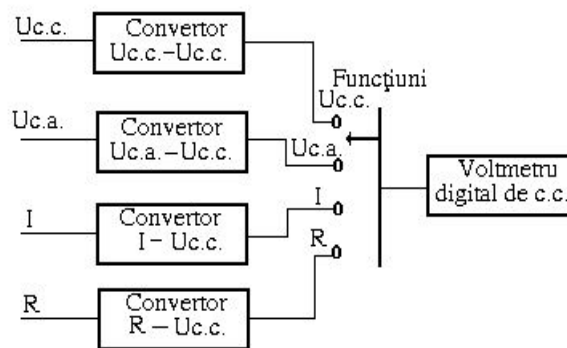 Uc.c.
Convertor
Uc.c.-Uc.c.
Funcţiuni
Uc.c.
Uc.a.
Convertor
Uc.a.-Uc.c.
Uc.a.
Voltmetru
digital de c.c.
I
Convertor
I - Uc.c.
I
R
R
Convertor
R - Uc.c.